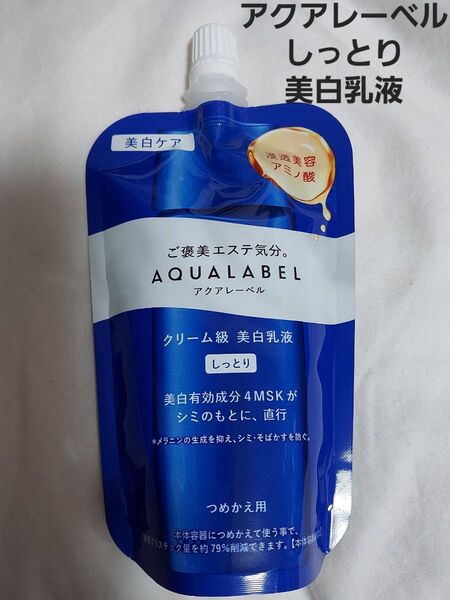 アクアレーベル
しっとり
美白乳液
美白ケア
浸透美容
アミノ酸
ご褒美エステ気分。
AQUALABEL
アクアレーベル
クリーム級 美白乳液
しっとり
美白有効成分4MSKが
シミのもとに、直行
*メラニンの生成を抑え、シミ・そばかすを防ぐ。
つめかえ用
本体容器につめかえて使う事で、
プラスチック量を約79%削減できます。